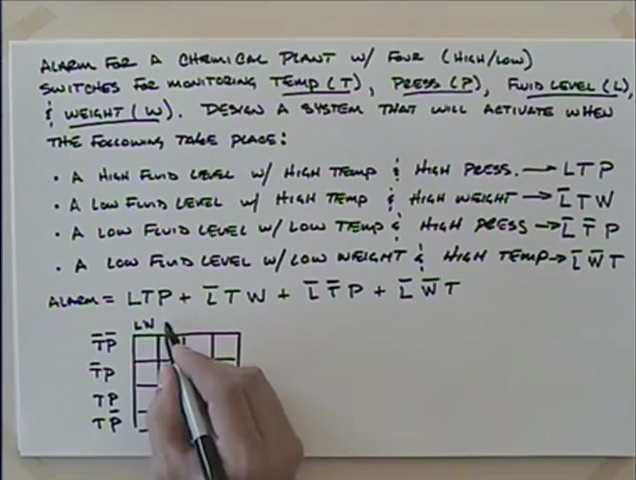 ALARM FOR A CHEMICAL PLANT W/ FOUR (HIGH/LOW)
SWITCHES FOR MONITORING TEMP (T), PRESS (P), FLUID LEVEL (L),
& WEIGHT (W). DESIGN A SYSTEM THAT WILL ACTIVATE WHEN
THE FOLLOWING TAKE PLACE:
• A HIGH FLUID LEVEL W/ HIGH TEMP & HIGH PRESS. → LTP
• A LOW FLUID LEVEL W/ HIGH TEMP & HIGH WEIGHT → L̅TW
• A LOW FLUID LEVEL W/ LOW TEMP & HIGH PRESS → L̅T̅P
• A LOW FLUID LEVEL W/ LOW WEIGHT & HIGH TEMP → L̅W̅T
ALARM = LTP + L̅TW + L̅T̅P + L̅W̅T
LW
T̅P̅
T̅P
TP
TP̅